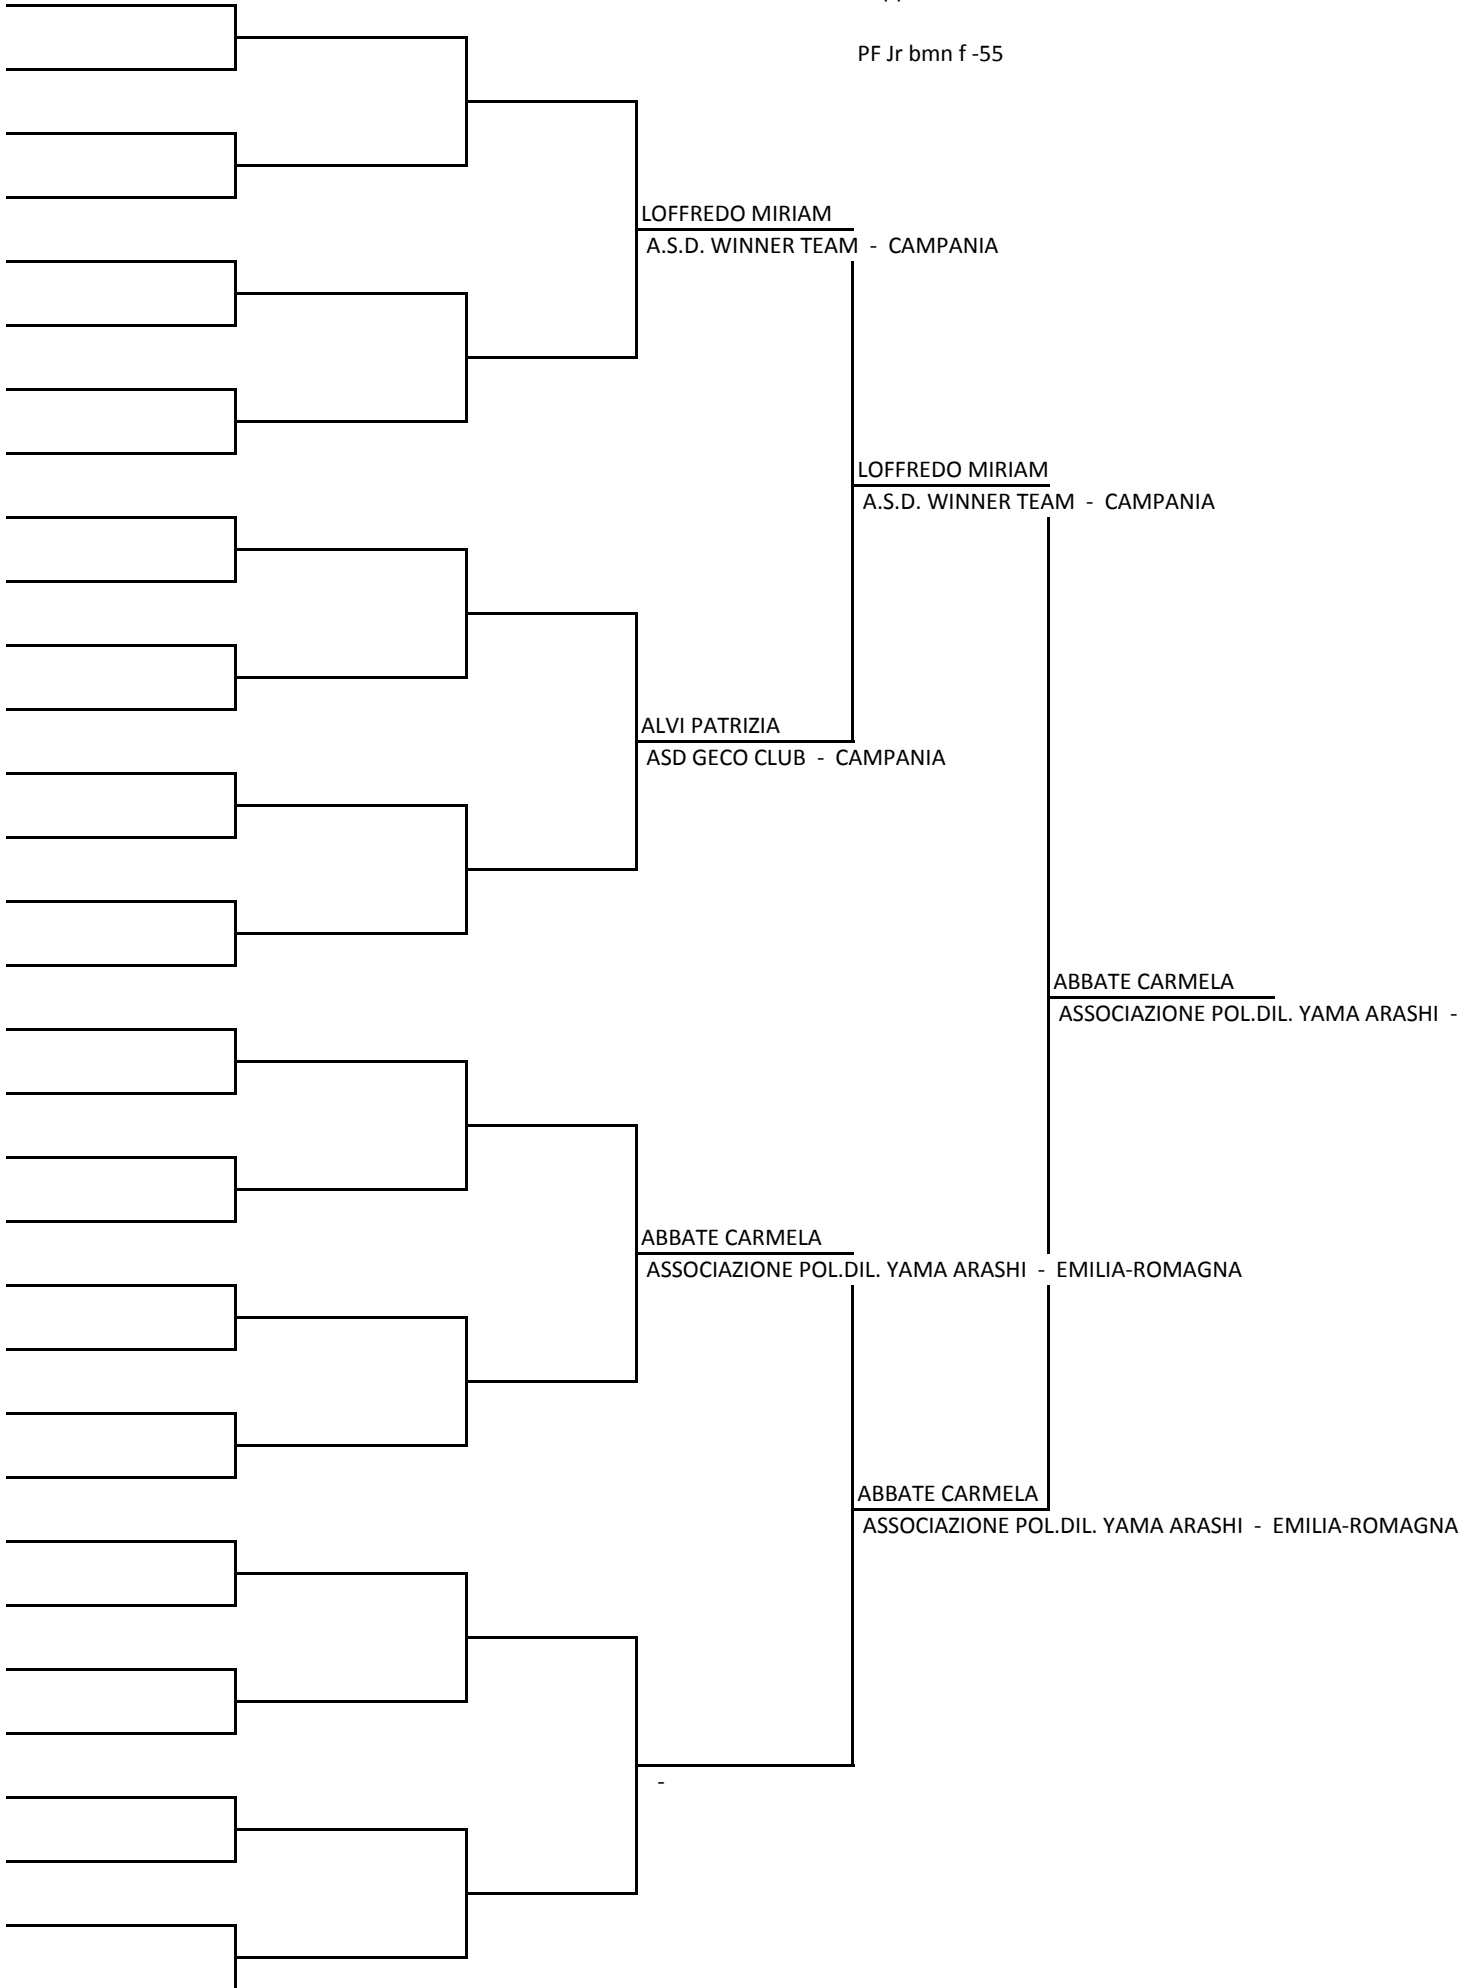 PF Jr bmn f -55
LOFFREDO MIRIAM
A.S.D. WINNER TEAM - CAMPANIA
LOFFREDO MIRIAM
A.S.D. WINNER TEAM - CAMPANIA
ALVI PATRIZIA
ASD GECO CLUB - CAMPANIA
ABBATE CARMELA
ASSOCIAZIONE POL.DIL. YAMA ARASHI -
ABBATE CARMELA
ASSOCIAZIONE POL.DIL. YAMA ARASHI - EMILIA-ROMAGNA
ABBATE CARMELA
ASSOCIAZIONE POL.DIL. YAMA ARASHI - EMILIA-ROMAGNA
-